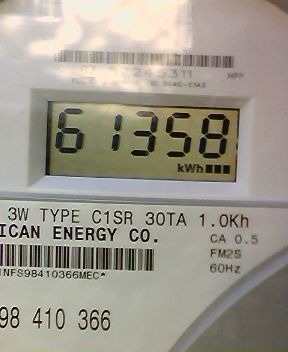 HPP
61358
kWh
3W TYPE C1SR 30TA 1.0Kh
ICAN ENERGY CO.
CA 0.5
FM2S
60Hz
INFS98410366MEC*
98 410 366